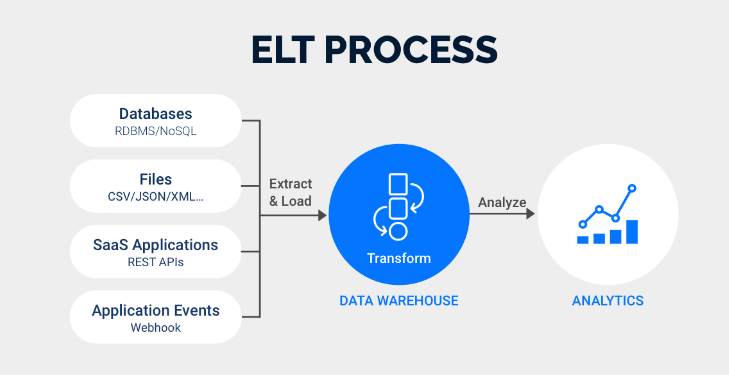 ELT PROCESS
Databases
RDBMS/NoSQL
Files
CSV/JSON/XML...
SaaS Applications
REST APIs
Application Events
Webhook
Extract
& Load
Transform
DATA WAREHOUSE
Analyze
ANALYTICS